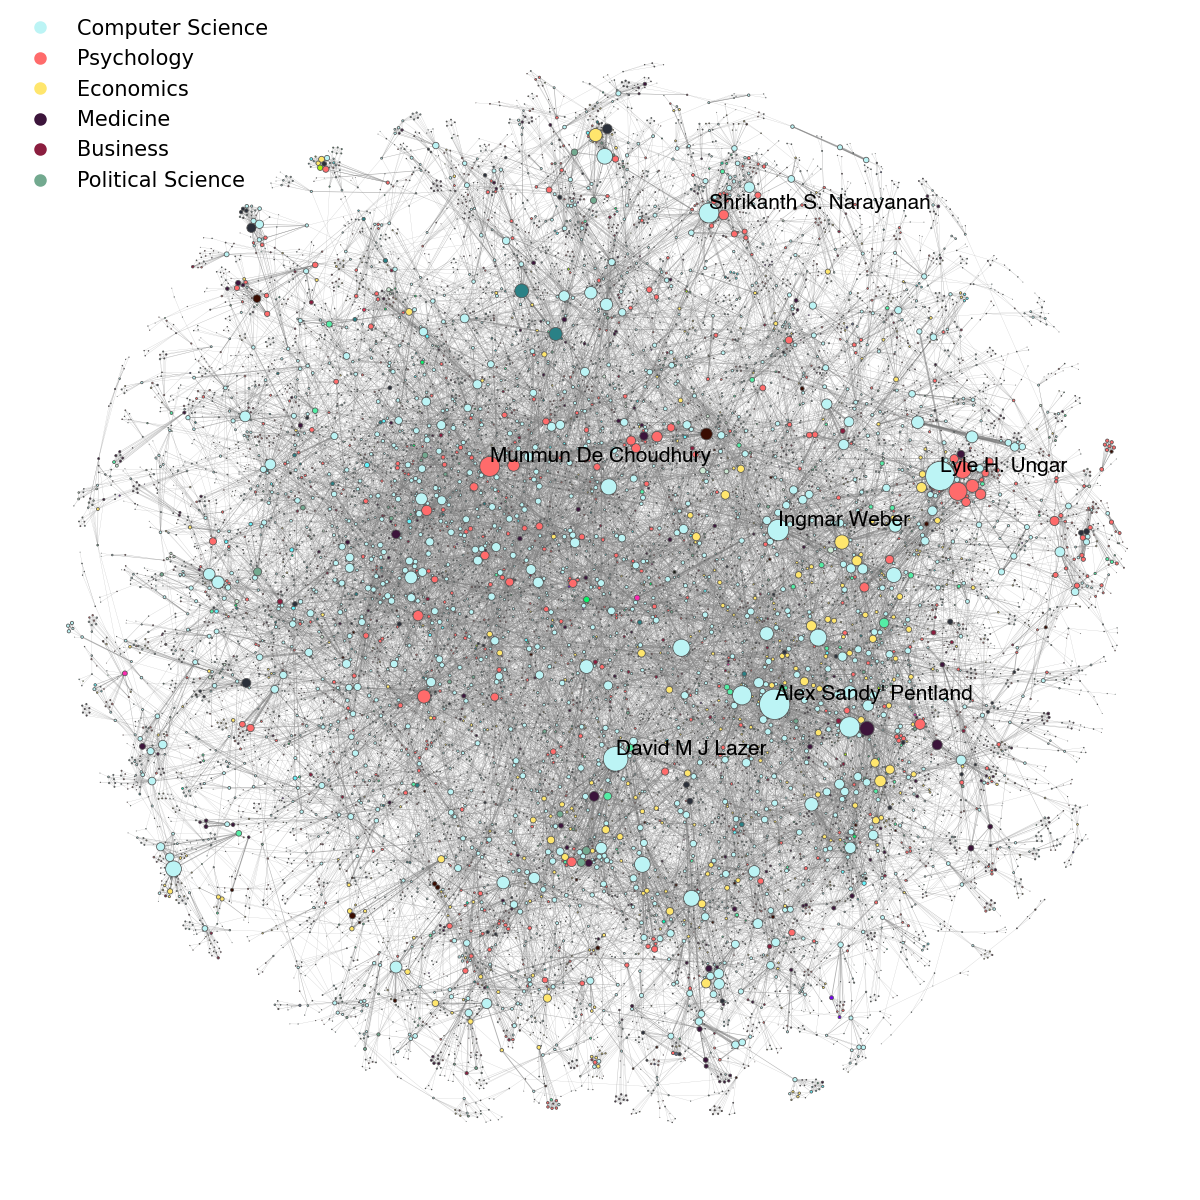 Computer Science
Psychology
Economics
Medicine
Business
Political Science
Shrikanth S. Narayanan
Munmun De Choudhury
Lyle H. Ungar
Ingmar Weber
Alex Sandy' Pentland
David M J Lazer